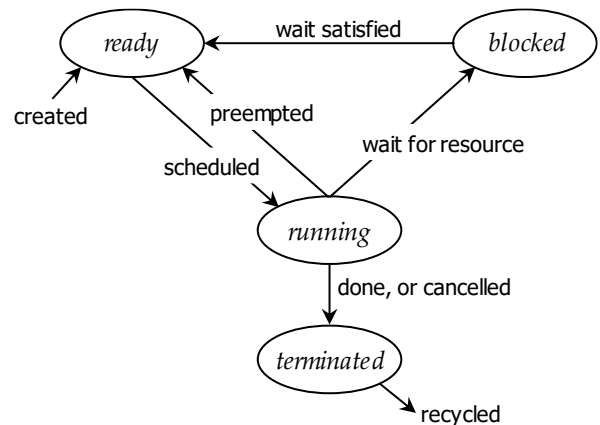 wait satisfied
ready
blocked
created
preempted
wait for resource
scheduled
running
done, or cancelled
terminated
recycled